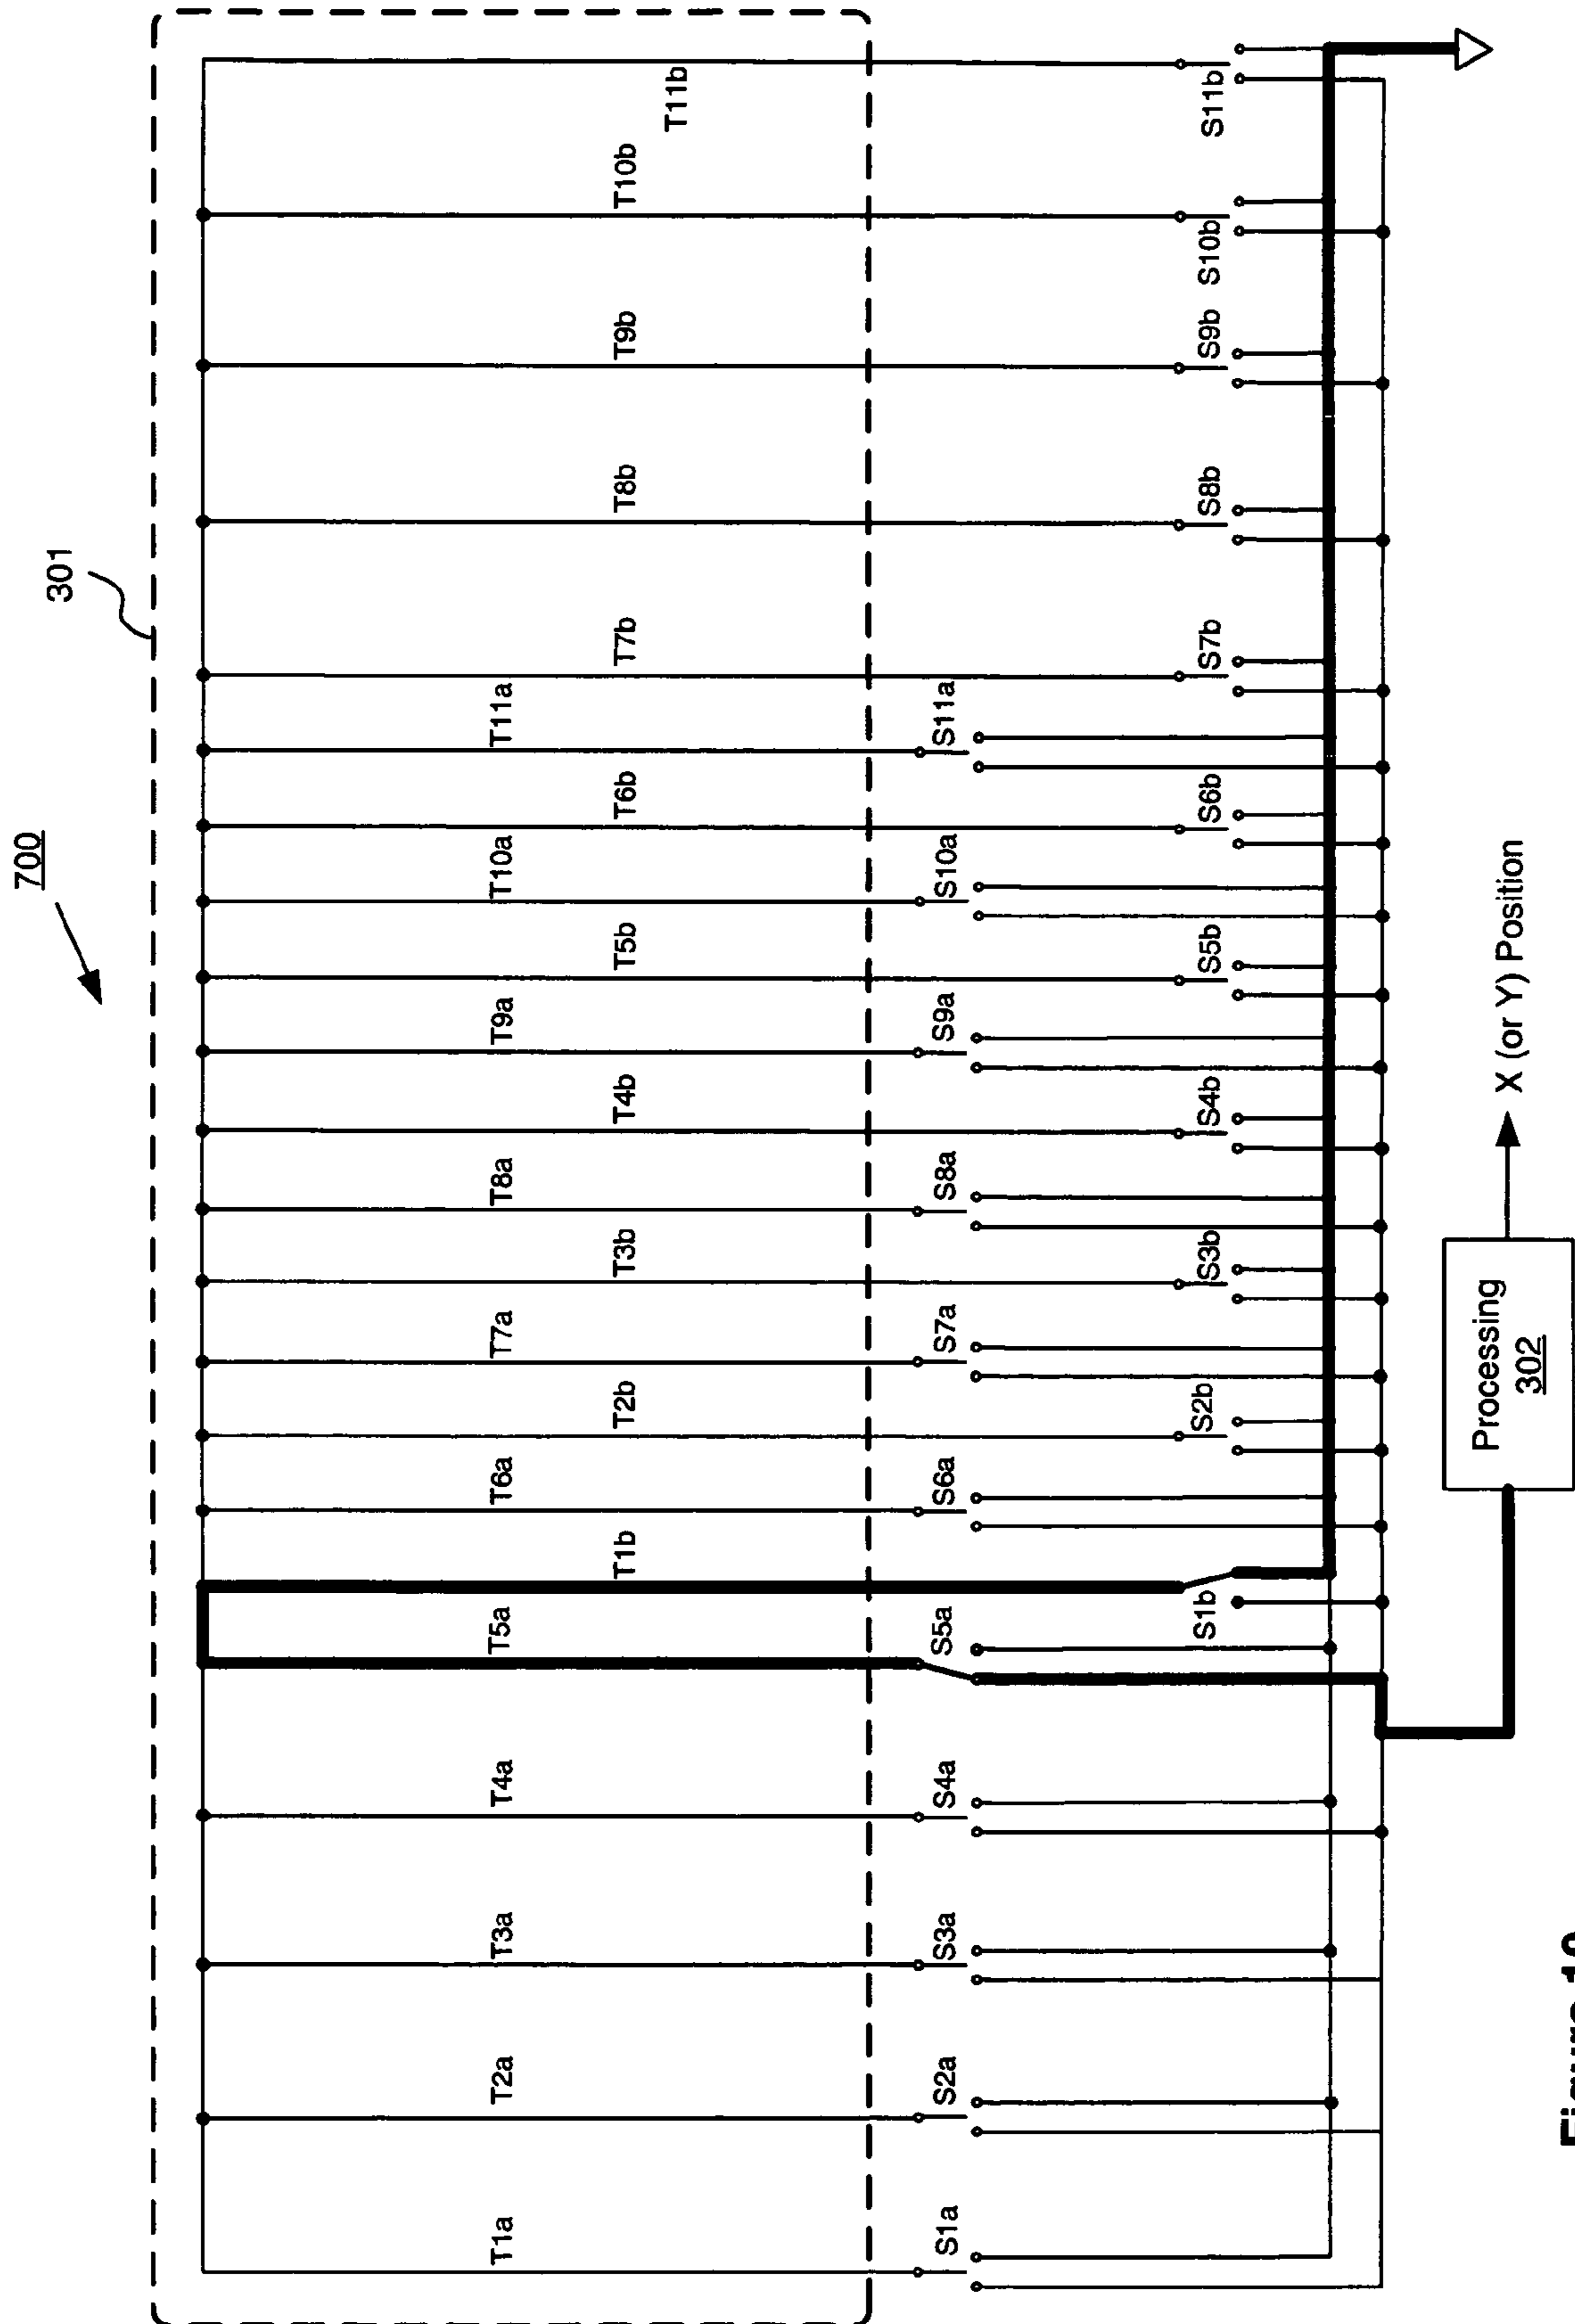 700
301
T1a
T2a
T3a
T4a
T5a
T1b
T6a
T2b
T7a
T3b
T8a
T4b
T9a
T5b
T10a
T6b
T11a
T7b
T8b
T9b
T10b
T11b
S1a
S2a
S3a
S4a
S5a
S1b
S6a
S2b
S7a
S3b
S8a
S4b
S9a
S5b
S10a
S6b
S11a
S7b
S8b
S9b
S10b
S11b
Processing
302
X (or Y) Position
Figure